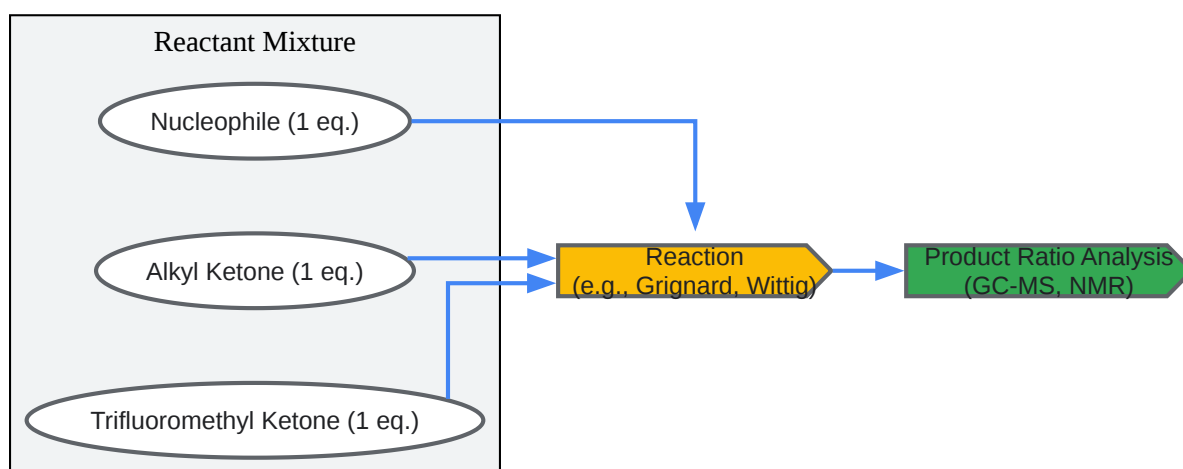 Reactant Mixture
Nucleophile (1 eq.)
Alkyl Ketone (1 eq.)
Trifluoromethyl Ketone (1 eq.)
Reaction
(e.g., Grignard, Wittig)
Product Ratio Analysis
(GC-MS, NMR)